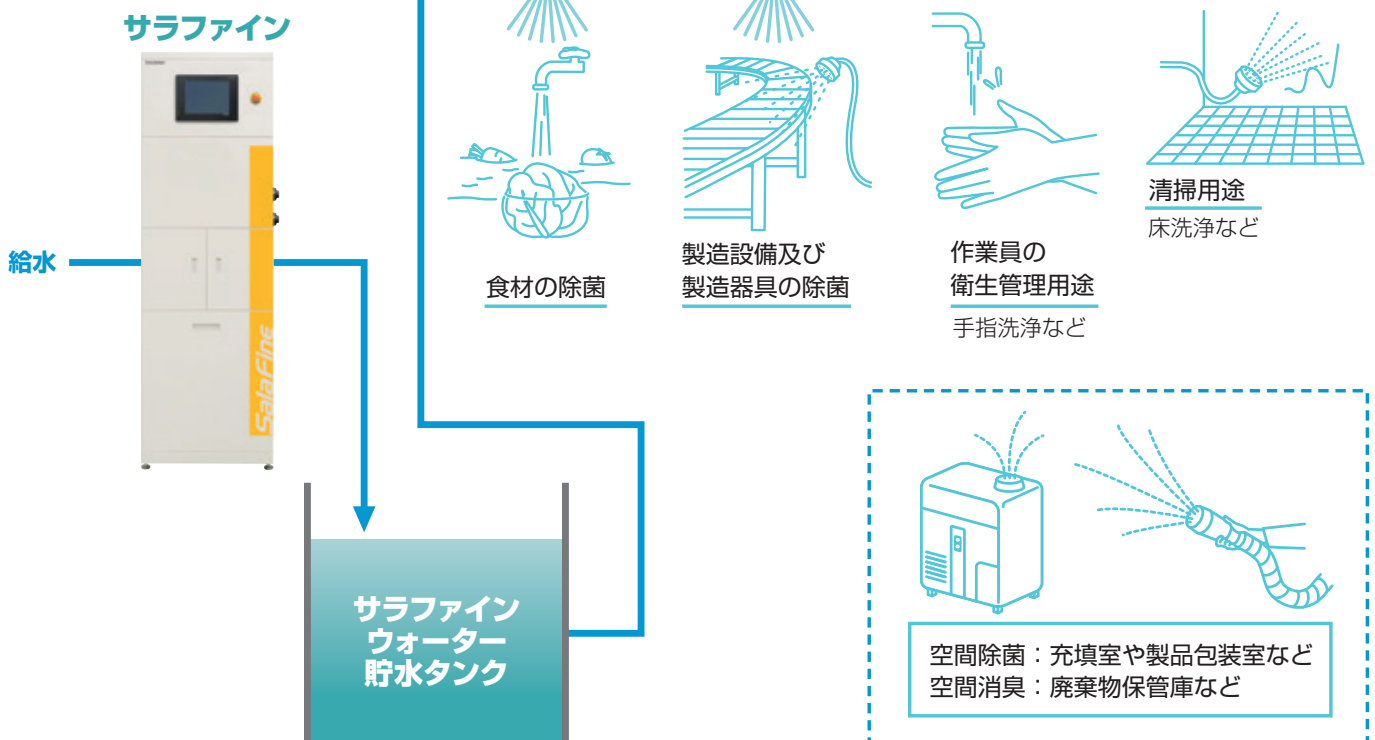 サラファイン
給水
SalaFine
食材の除菌
製造設備及び
製造器具の除菌
作業員の
衛生管理用途
手指洗浄など
清掃用途
床洗浄など
サラファイン
ウォーター
貯水タンク
空間除菌：充填室や製品包装室など
空間消臭：廃棄物保管庫など